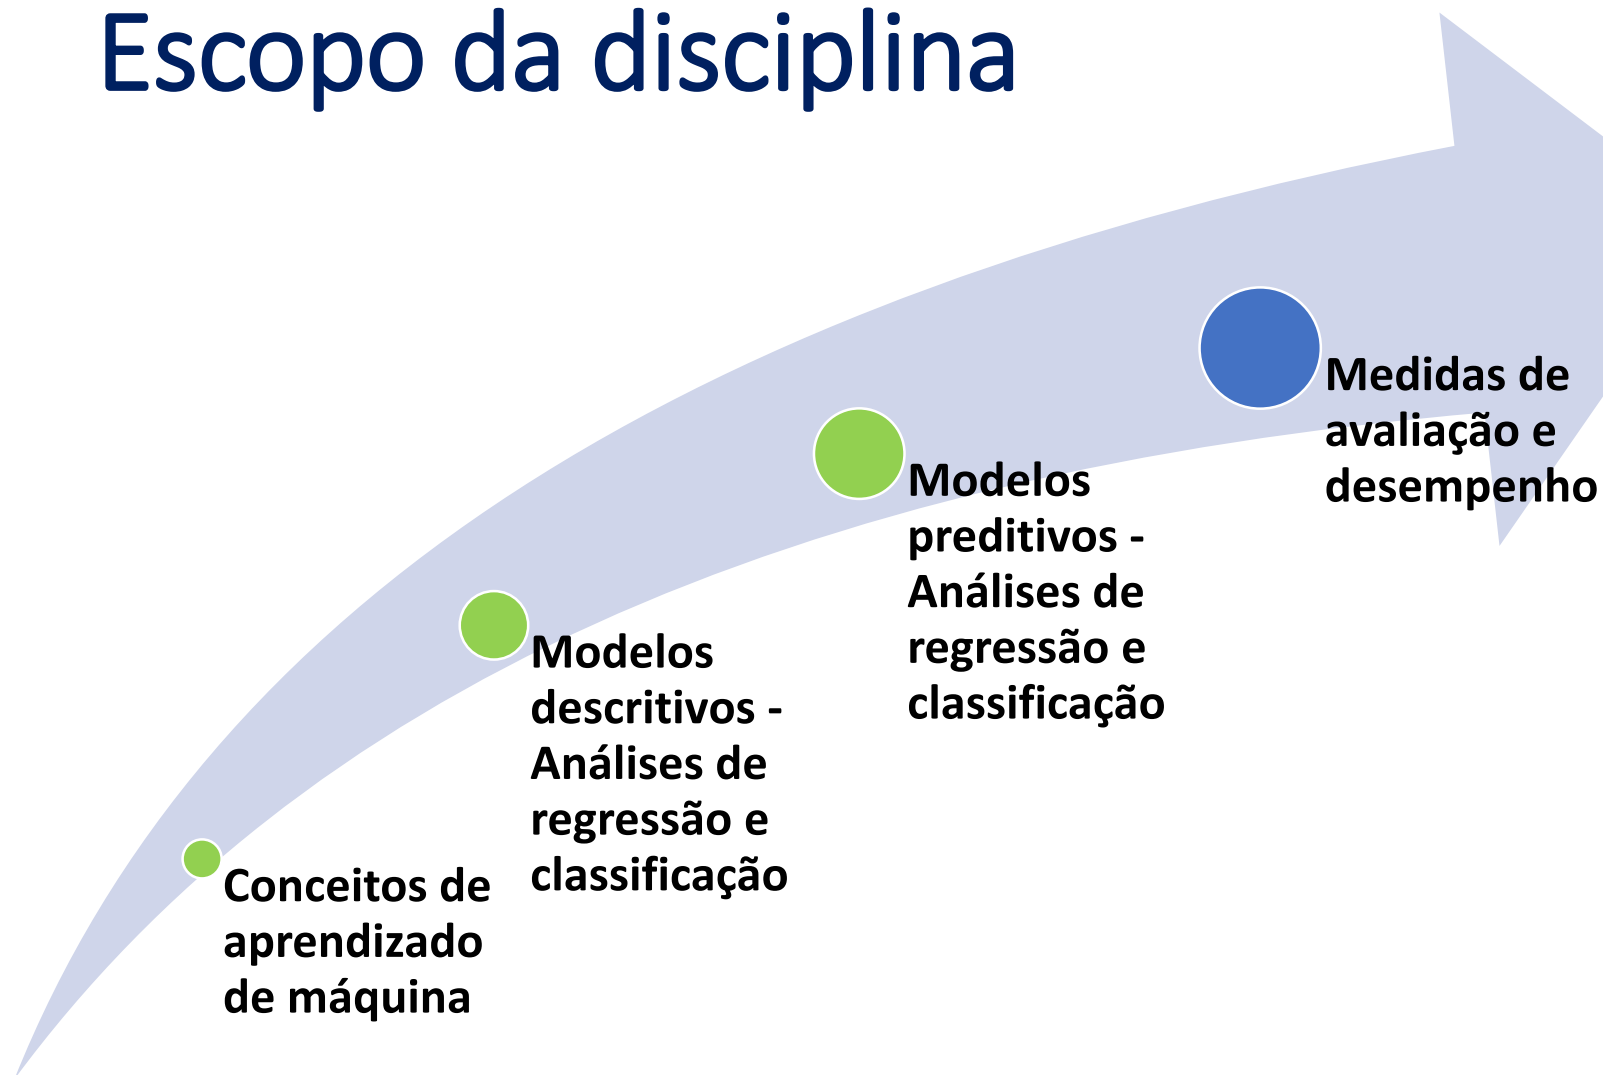 Escopo da disciplina
Conceitos de
aprendizado
de máquina
Modelos
descritivos -
Análises de
regressão e
classificação
Modelos
preditivos -
Análises de
regressão e
classificação
Medidas de
avaliação e
desempenho